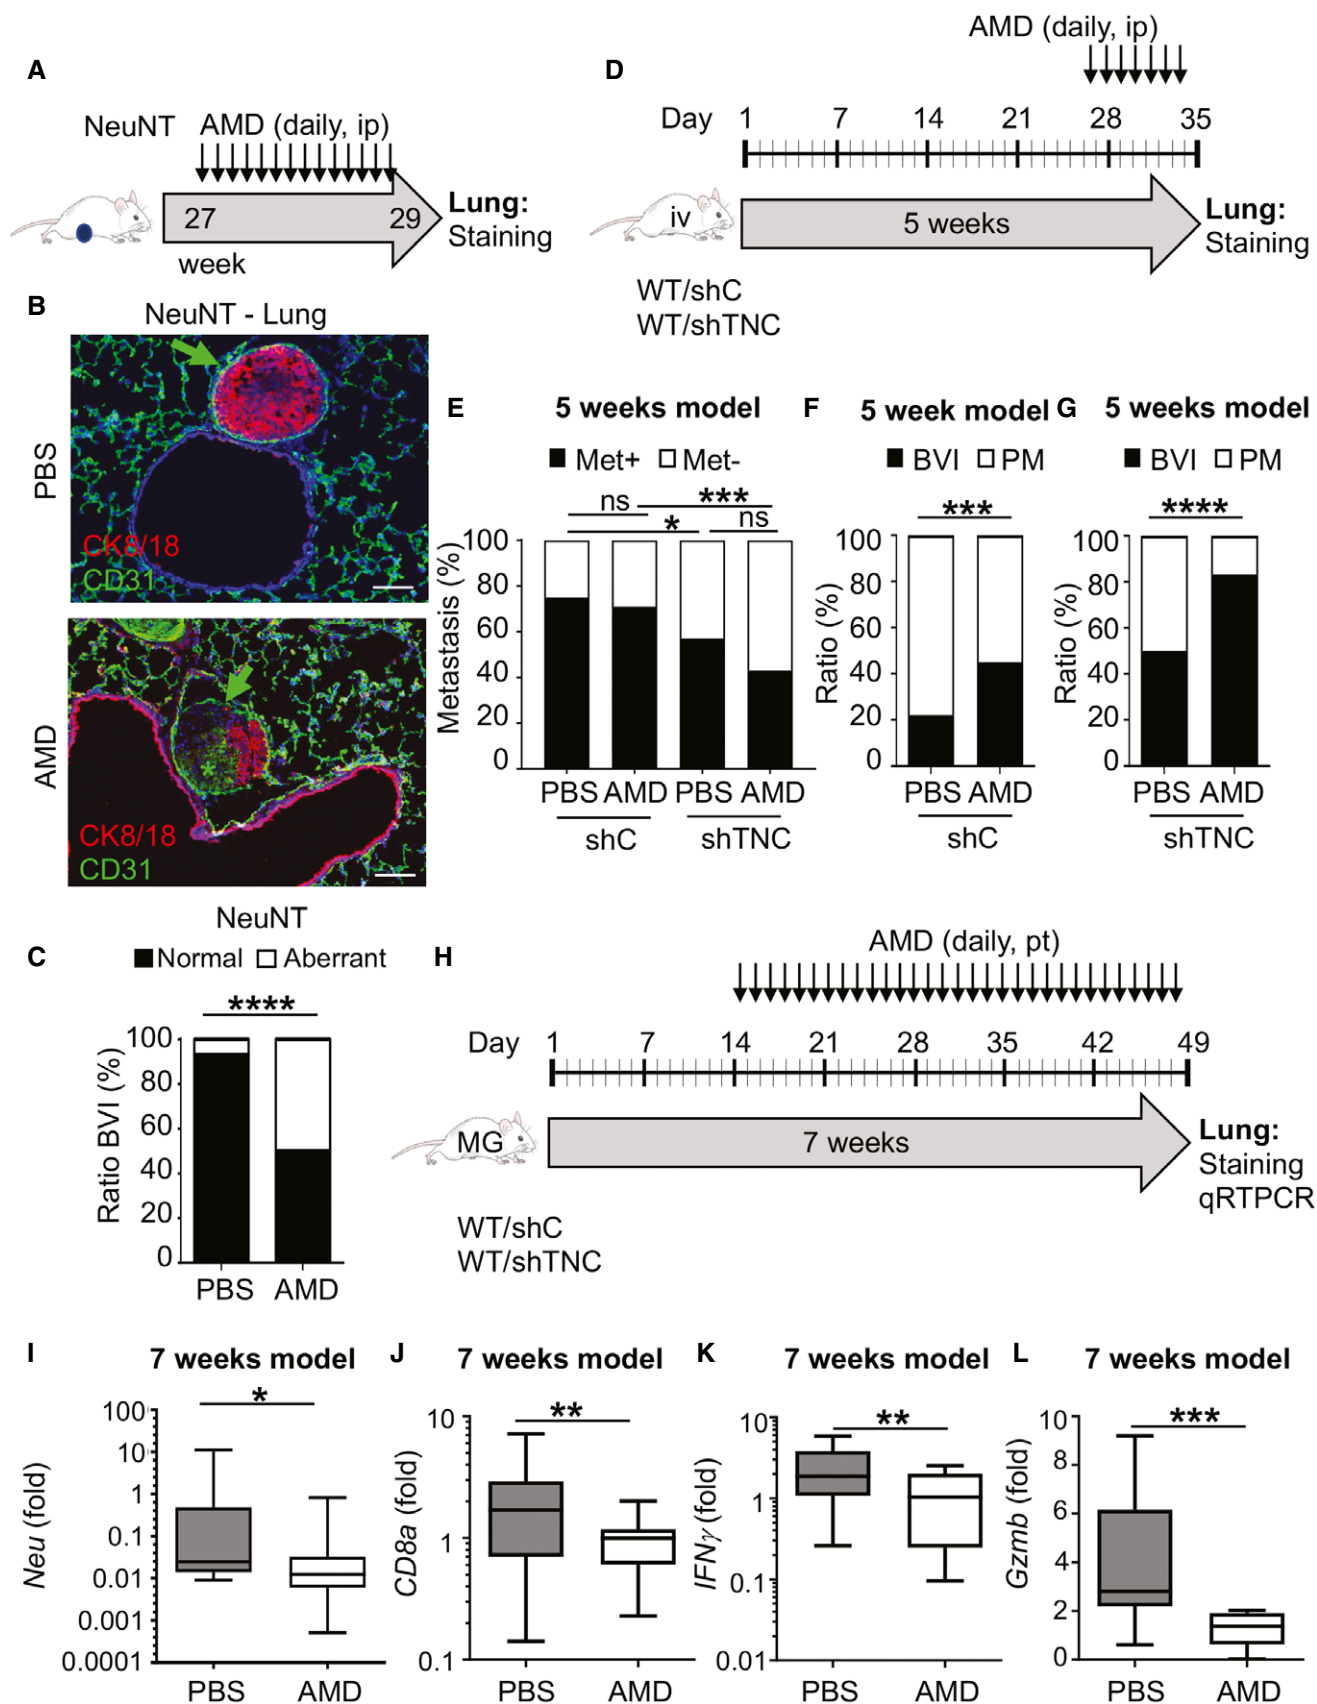 A
NeuNT AMD (daily, ip)
27 29
week
Lung:
Staining
D
AMD (daily, ip)
Day 1 7 14 21 28 35
iv
5 weeks
Lung:
Staining
WT/shC
WT/shTNC
B
NeuNT - Lung
PBS
CK8/18
CD31
AMD
CK8/18
CD31
E
5 weeks model
Met+ Met-
ns ***
* ns
Metastasis (%)
100
80
60
40
20
0
PBS AMD PBS AMD
shC shTNC
F
5 week model
BVI PM
***
Ratio (%)
100
80
60
40
20
0
PBS AMD
shC
G
5 weeks model
BVI PM
****
Ratio (%)
100
80
60
40
20
0
PBS AMD
shTNC
C
NeuNT
Normal Aberrant
****
Ratio BVI (%)
100
80
60
40
20
0
PBS AMD
H
AMD (daily, pt)
Day 1 7 14 21 28 35 42 49
MG
7 weeks
Lung:
Staining
qRTPCR
WT/shC
WT/shTNC
I
7 weeks model
*
Neu (fold)
100
10
1
0.1
0.01
0.001
0.0001
PBS AMD
J
7 weeks model
**
CD8a (fold)
10
1
0.1
PBS AMD
K
7 weeks model
**
IFNγ (fold)
10
1
0.1
0.01
PBS AMD
L
7 weeks model
***
Gzmb (fold)
10
8
6
4
2
0
PBS AMD